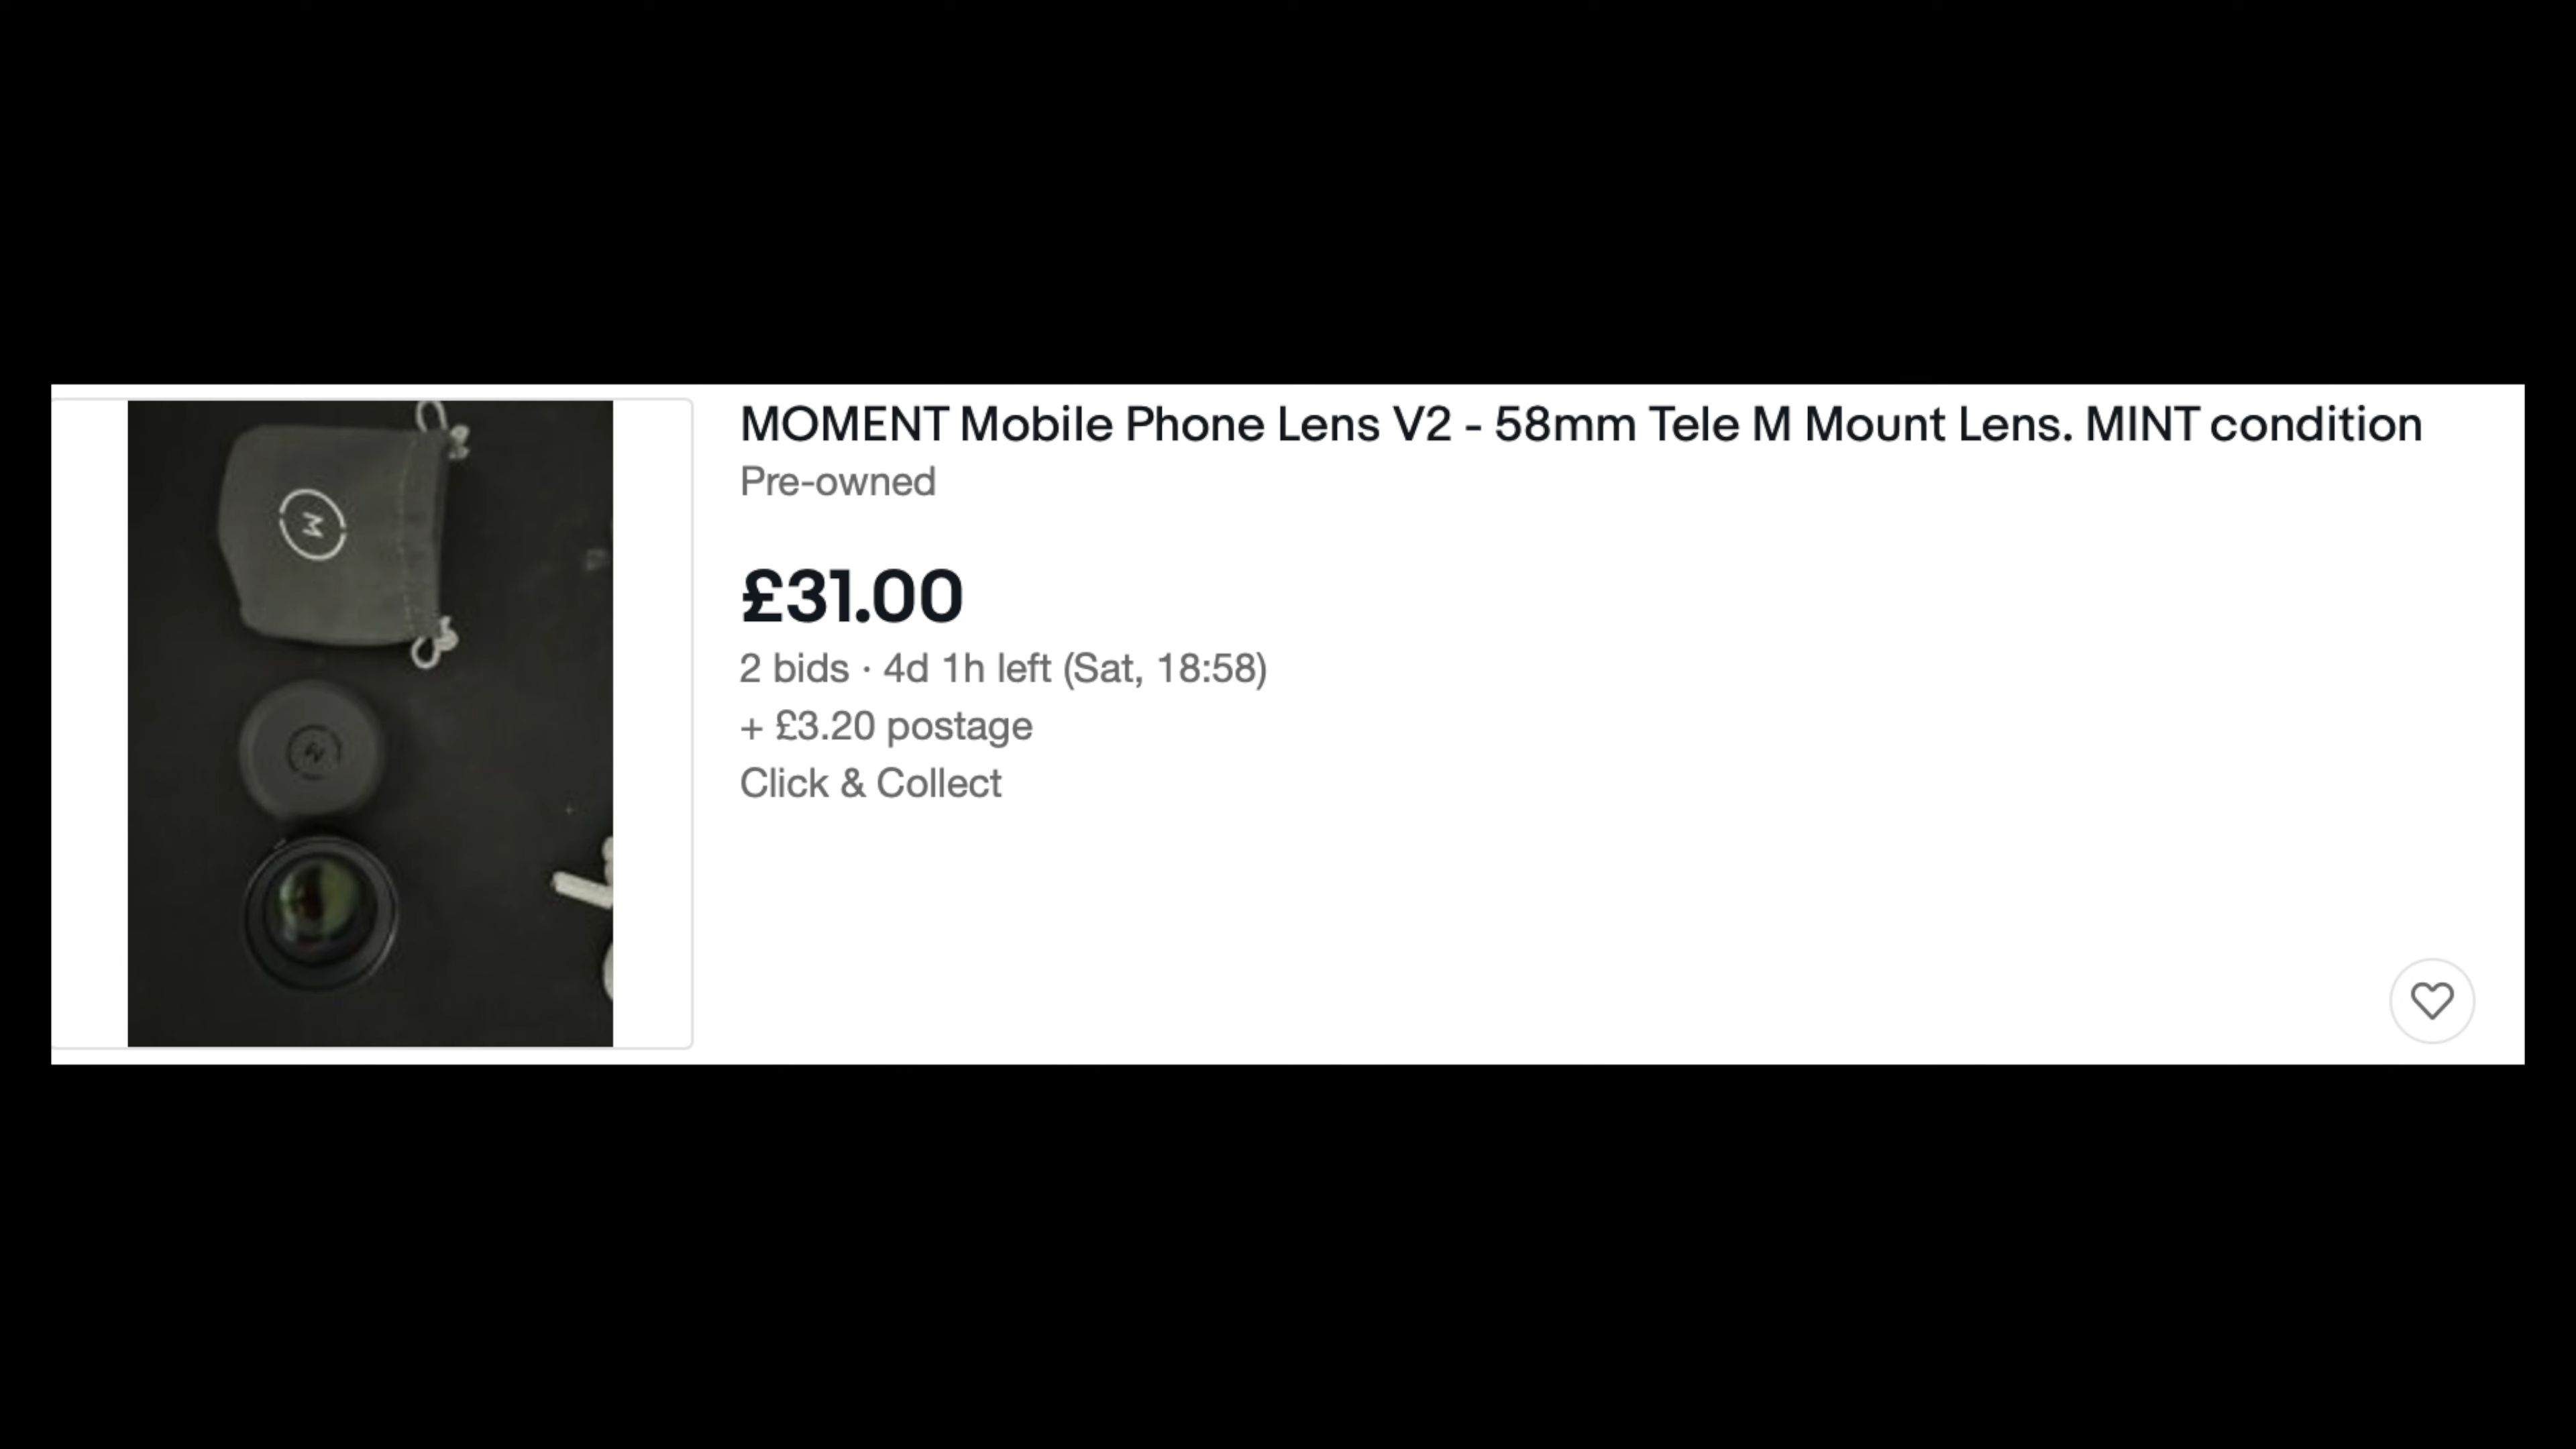 MOMENT Mobile Phone Lens V2 - 58mm Tele M Mount Lens. MINT condition
Pre-owned
£31.00
2 bids · 4d 1h left (Sat, 18:58)
+ £3.20 postage
Click & Collect
M
M